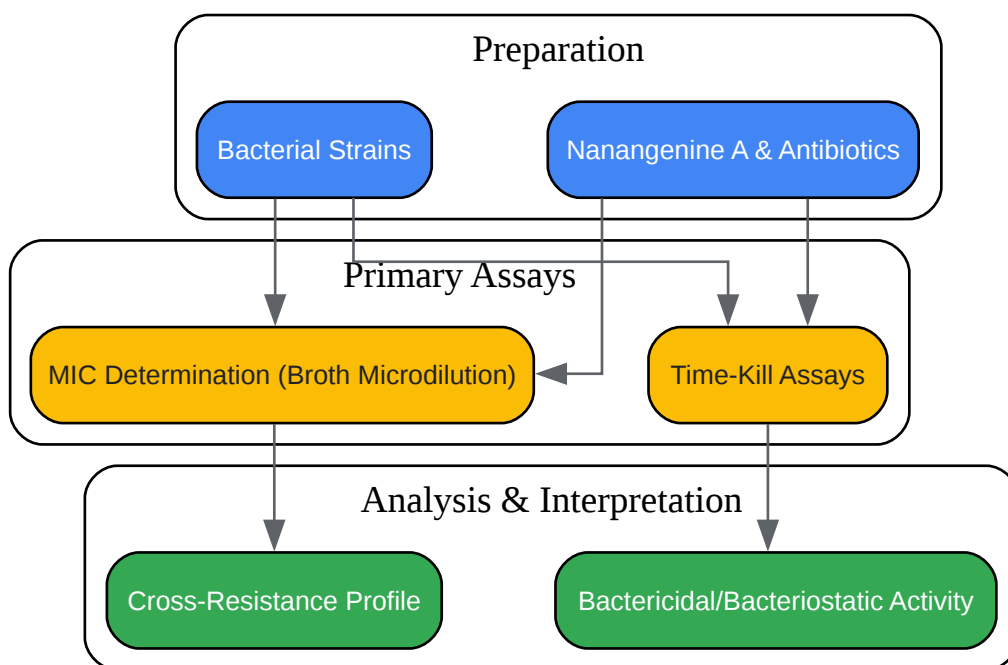 Preparation
Bacterial Strains
Nanangenine A & Antibiotics
Primary Assays
MIC Determination (Broth Microdilution)
Time-Kill Assays
Analysis & Interpretation
Cross-Resistance Profile
Bactericidal/Bacteriostatic Activity